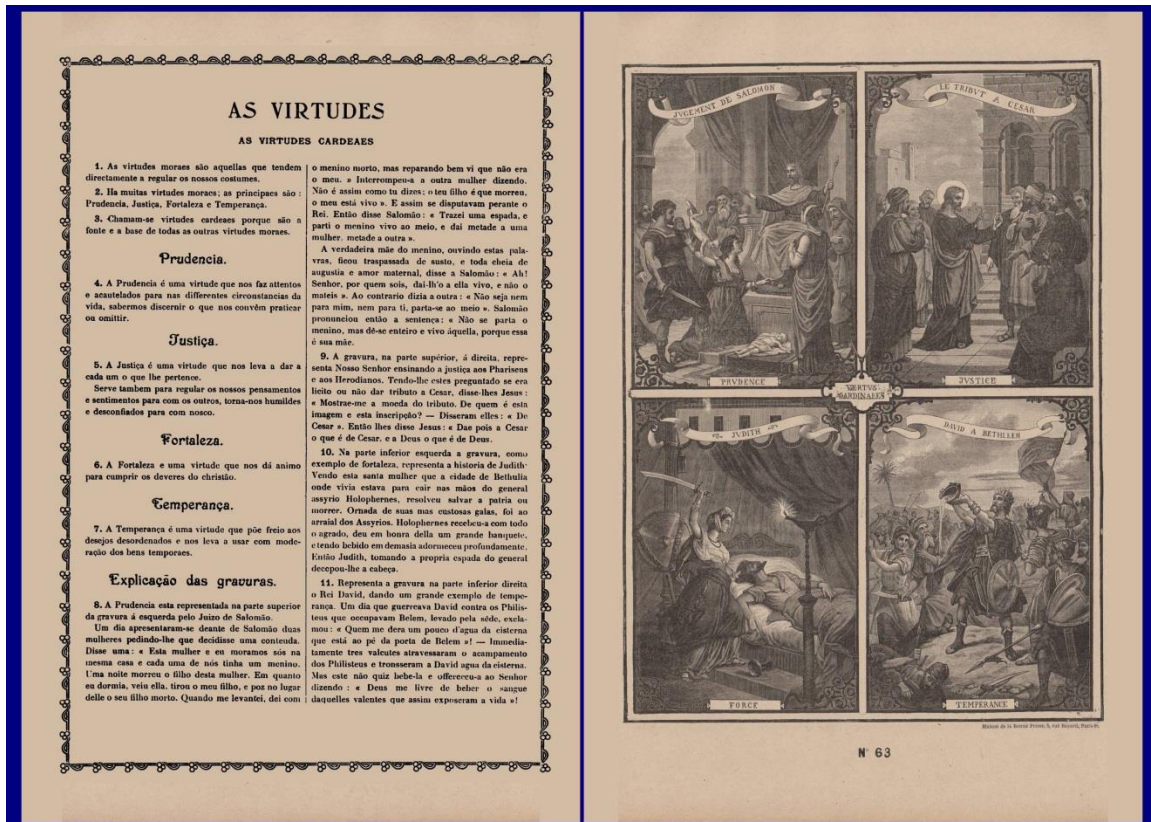 AS VIRTUDES
AS VIRTUDES CARDEAES
1. As virtudes moraes são aquellas que tendem
directamente a regular os nossos costumes.
2. Ha muitas virtudes moraes; as principaes são :
Prudencia, Justiça, Fortaleza e Temperança.
3. Chamam-se virtudes cardeaes porque são a
fonte e a base de todas as outras virtudes moraes.
Prudencia.
4. A Prudencia é uma virtude que nos faz attentos
e acautelados para nas differentes circonstancias da
vida, sabermos discernir o que nos convên praticar
ou omittir.
Justiça.
5. A Justiça é uma virtude que nos leva a dar a
cada um o que lhe pertence.
Serve tambem para regular os nossos pensamentos
e sentimentos para com os outros, torna-nos humildes
e desconfiados para com nosco.
Fortaleza.
6. A Fortaleza e uma virtude que nos dá animo
para cumprir os deveres do christão.
Temperança.
7. A Temperança é uma virtude que põe freio aos
desejos desordenados e nos leva a usar com mode-
ração dos bens temporaes.
Explicação das gravuras.
8. A Prudencia esta representada na parte superior
da gravura á esquerda pelo Juizo de Salomão.
Um dia apresentaram-se deante de Salomão duas
mulheres pedindo-lhe que decidisse uma contenda.
Disse uma : « Esta mulher e eu moramos sós na
mesma casa e cada uma de nós tinha um menino.
Uma noite morreu o filho desta mulher. Em quanto
eu dormia, veiu ella, tirou o meu filho, e poz no lugar
delle o seu filho morto. Quando me levantei, dei com
o menino morto, mas reparando bem vi que não era
o meu. » Interrompeu-a a outra mulher dizendo.
Não é assim como tu dizes; o teu filho é que morreu,
o meu está vivo ». E assim se disputavam perante o
Rei. Então disse Salomão : « Trazei uma espada, e
parti o menino vivo ao meio, e dai metade a uma
mulher, metade a outra ».
A verdadeira mãe do menino, ouvindo estas pala-
vras, ficou traspassada de susto, e toda cheia de
augustia e amor maternal, disse a Salomão : « Ah!
Senhor, por quem sois, dai-lh'o a ella vivo, e não o
mateis ». Ao contrario dizia a outra : « Não seja nem
para mim, nem para ti, parta-se ao meio ». Salomão
pronunciou então a sentença : « Não se parta o
menino, mas dê-se enteiro e vivo áquella, porque essa
é sua mãe.
9. A gravura, na parte supérior, á direita, repre-
senta Nosso Senhor ensinando a justiça aos Phariseus
e aos Herodianos. Tendo-lhe estes preguntado se era
licito ou não dar tributo a Cesar, disse-lhes Jesus :
« Mostrae-me a moeda do tributo. De quem é esta
imagem e esta inscripção? — Disseram elles : « De
Cesar ». Então lhes disse Jesus : « Dae pois a Cesar
o que é de Cesar, e a Deus o que é de Deus.
10. Na parte inferior esquerda a gravura, como
exemplo de fortaleza, representa a historia de Judith·
Vendo esta santa mulher que a cidade de Bethulia
onde vivia estava para cair nas mãos do general
assyrio Holophernes, resolveu salvar a patria ou
morrer. Ornada de suas mas custosas galas, foi ao
arraial dos Assyrios. Holophernes recebeu-a com todo
o agrado, deu em honra della um grande banquete,
e tendo bebido em demasia adormeceu profundamente.
Então Judith, tomando a propria espada do general
decepou-lhe a cabeça.
11. Representa a gravura na parte inferior direita
o Rei David, dando um grande exemplo de tempe-
rança. Um dia que guerreava David contra os Philis-
teus que occupavam Belem, levado pela sêde, excla-
mou : « Quem me dera um pouco d'agua da cisterna
que está ao pé da porta de Belem »! — Immedia-
tamente tres valeutes atravessaram o acampamento
dos Philisteus e tronsseram a David agua da cisterna.
Mas este não quiz bebe-la e offereceu-a ao Senhor
dizendo : « Deus me livre de beber o sangue
daquelles valentes que assim exposeram a vida »!
JUGEMENT DE SALOMON
LE TRIBUT A CESAR
PRUDENCE
JUSTICE
VERTUS
CARDINALES
JUDITH
DAVID A BETHLEEM
FORCE
TEMPERANCE
Maison de la Bonne Presse, 5, rue Bayard, Paris-8e.
N° 63